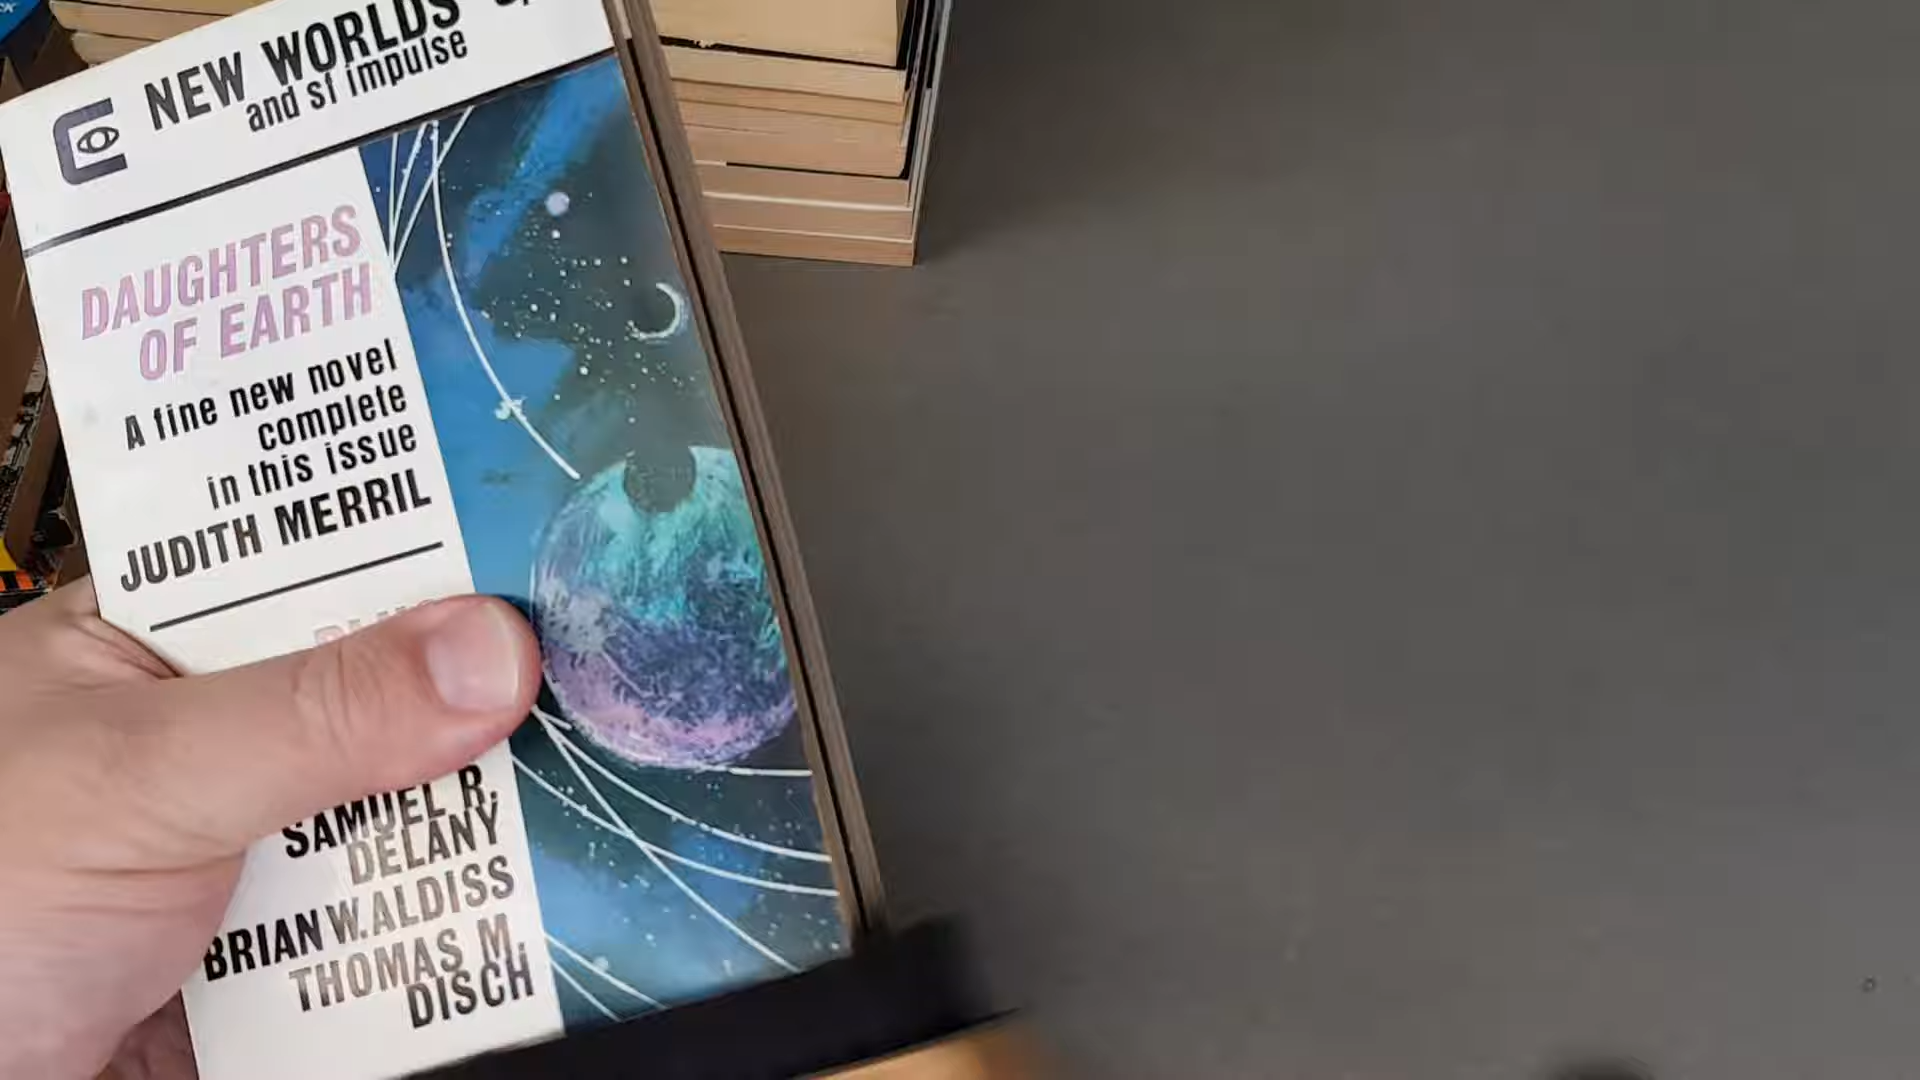 NEW WORLDS
and sf impulse
DAUGHTERS
OF EARTH
A fine new novel
complete
in this issue
JUDITH MERRIL
SAMUEL R.
DELANY
BRIAN W. ALDISS
THOMAS M.
DISCH